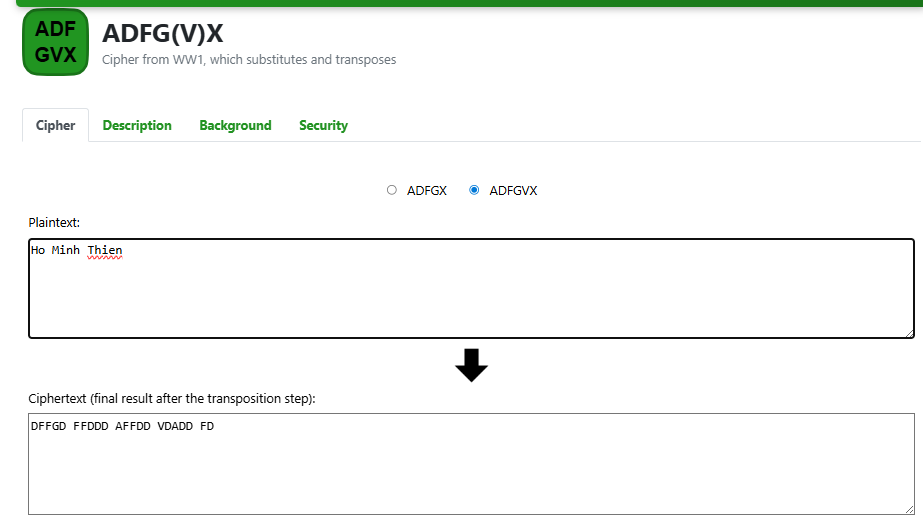 ADF
GVX
ADFG(V)X
Cipher from WW1, which substitutes and transposes
Cipher Description Background Security
ADFGX ADFGVX
Plaintext:
Ho Minh Thien
Ciphertext (final result after the transposition step):
DFFGD FFDDD AFFDD VDADD FD